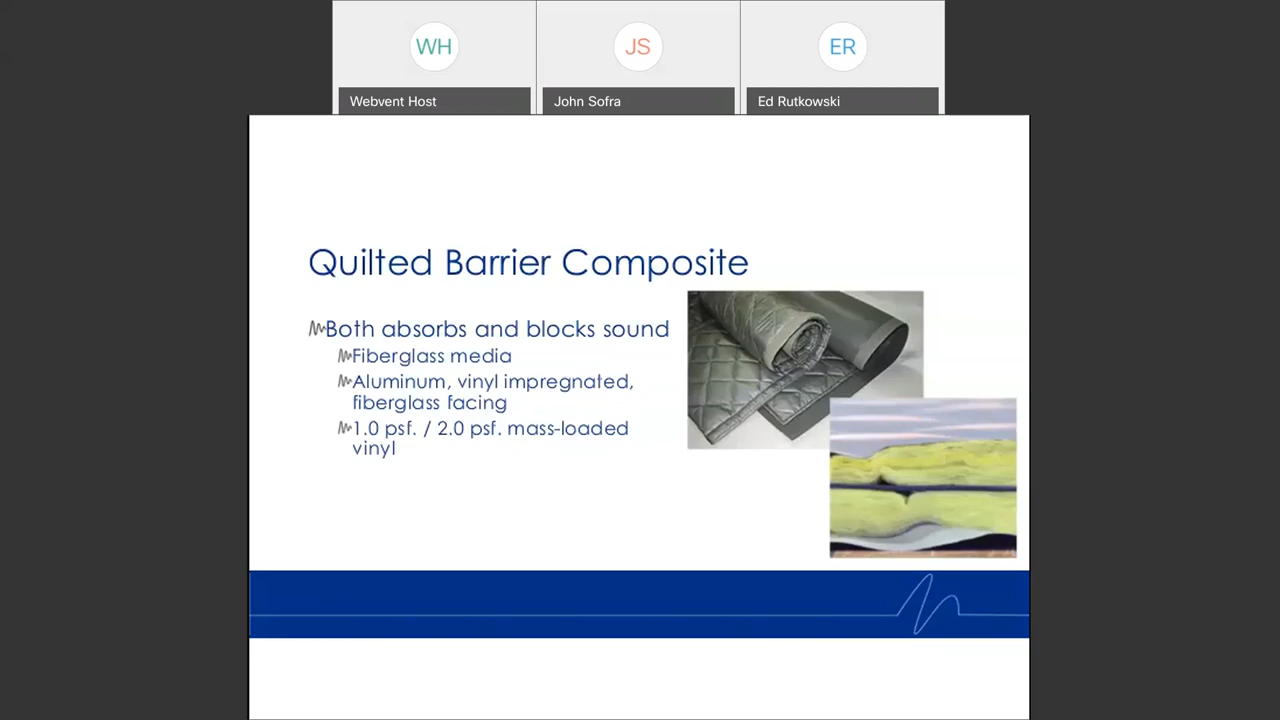 WH
JS
ER
Webvent Host
John Sofra
Ed Rutkowski
Quilted Barrier Composite
Both absorbs and blocks sound
Fiberglass media
Aluminum, vinyl impregnated,
fiberglass facing
1.0 psf. / 2.0 psf. mass-loaded
vinyl